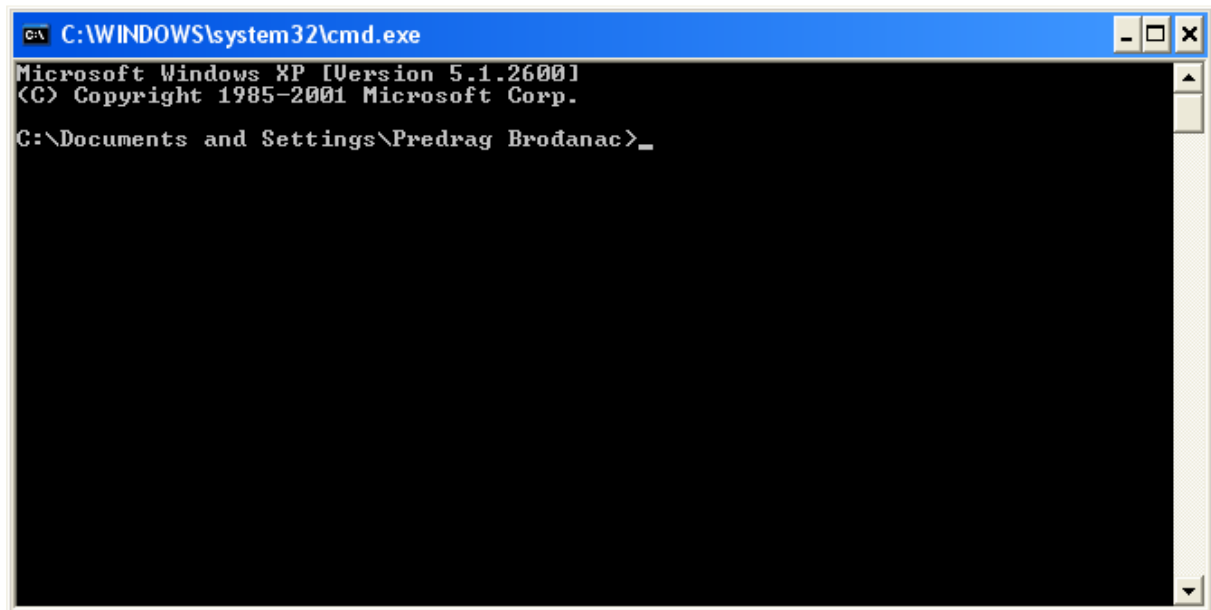 C:\WINDOWS\system32\cmd.exe
Microsoft Windows XP [Version 5.1.2600]
(C) Copyright 1985-2001 Microsoft Corp.
C:\Documents and Settings\Predrag Brođanac>_